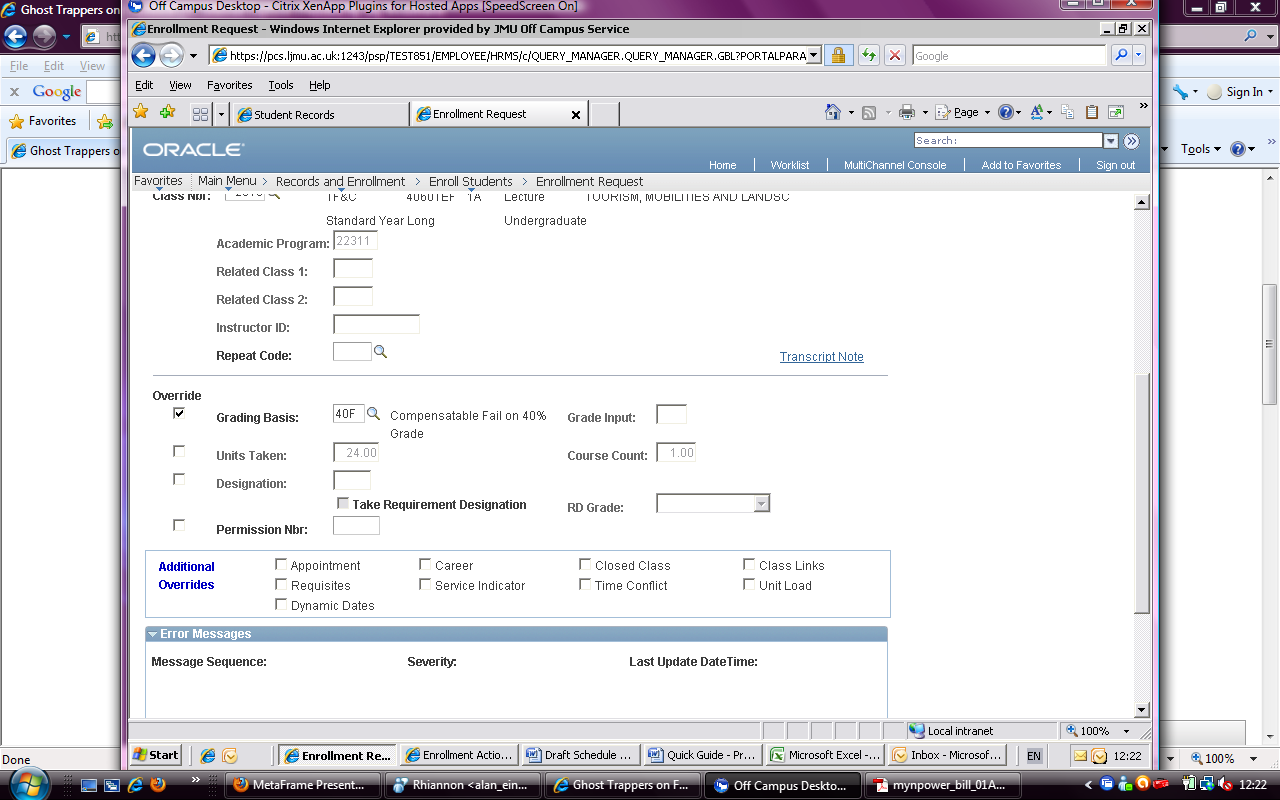 Ghost Trappers on
Off Campus Desktop - Citrix XenApp Plugins for Hosted Apps [SpeedScreen On]
Enrollment Request - Windows Internet Explorer provided by JMU Off Campus Service
https://pcs.ljmu.ac.uk:1243/psp/TEST851/EMPLOYEE/HRMS/c/QUERY_MANAGER.QUERY_MANAGER.GBL?PORTALPARA
Google
File Edit View
Edit View Favorites Tools Help
x Google
Sign In
Favorites
Student Records
Enrollment Request
Page
Ghost Trappers o
Tools
ORACLE
Search:
Home Worklist MultiChannel Console Add to Favorites Sign out
Favorites Main Menu > Records and Enrollment > Enroll Students > Enrollment Request
Class Nbr: TF&C 4060TEF 1A Lecture TOURISM, MOBILITIES AND LANDSC
Standard Year Long Undergraduate
Academic Program: 22311
Related Class 1:
Related Class 2:
Instructor ID:
Repeat Code:
Transcript Note
Override
Grading Basis: 40F Compensatable Fail on 40% Grade Input:
Grade
Units Taken: 24.00 Course Count: 1.00
Designation:
Take Requirement Designation RD Grade:
Permission Nbr:
Additional Appointment Career Closed Class Class Links
Overrides Requisites Service Indicator Time Conflict Unit Load
Dynamic Dates
Error Messages
Message Sequence: Severity: Last Update DateTime:
Local intranet 100%
Start Enrollment Re... Enrollment Actio... Draft Schedule ... Quick Guide - Pr... Microsoft Excel - ... Inbox - Microsof... EN 12:22
Done
100%
MetaFrame Present... Rhiannon <alan_ein... Ghost Trappers on F... Off Campus Deskto... mynpower_bill_01A... 12:22